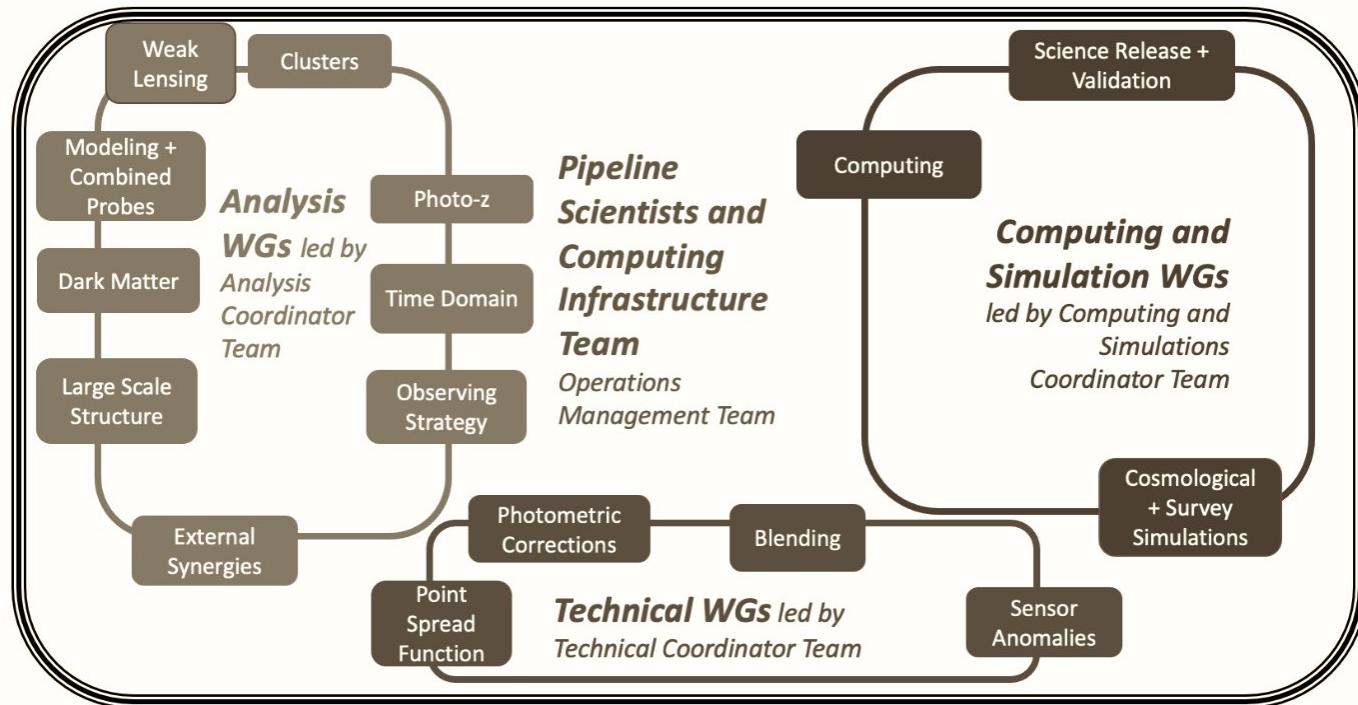 Weak
Lensing
Clusters
Modeling +
Combined
Probes
Photo-z
Dark Matter
Time Domain
Large Scale
Structure
Observing
Strategy
External
Synergies
Analysis
WGs led by
Analysis
Coordinator
Team
Pipeline
Scientists and
Computing
Infrastructure
Team
Operations
Management Team
Science Release +
Validation
Computing
Computing and
Simulation WGs
led by Computing and
Simulations
Coordinator Team
Cosmological
+ Survey
Simulations
Photometric
Corrections
Blending
Point
Spread
Function
Technical WGs led by
Technical Coordinator Team
Sensor
Anomalies